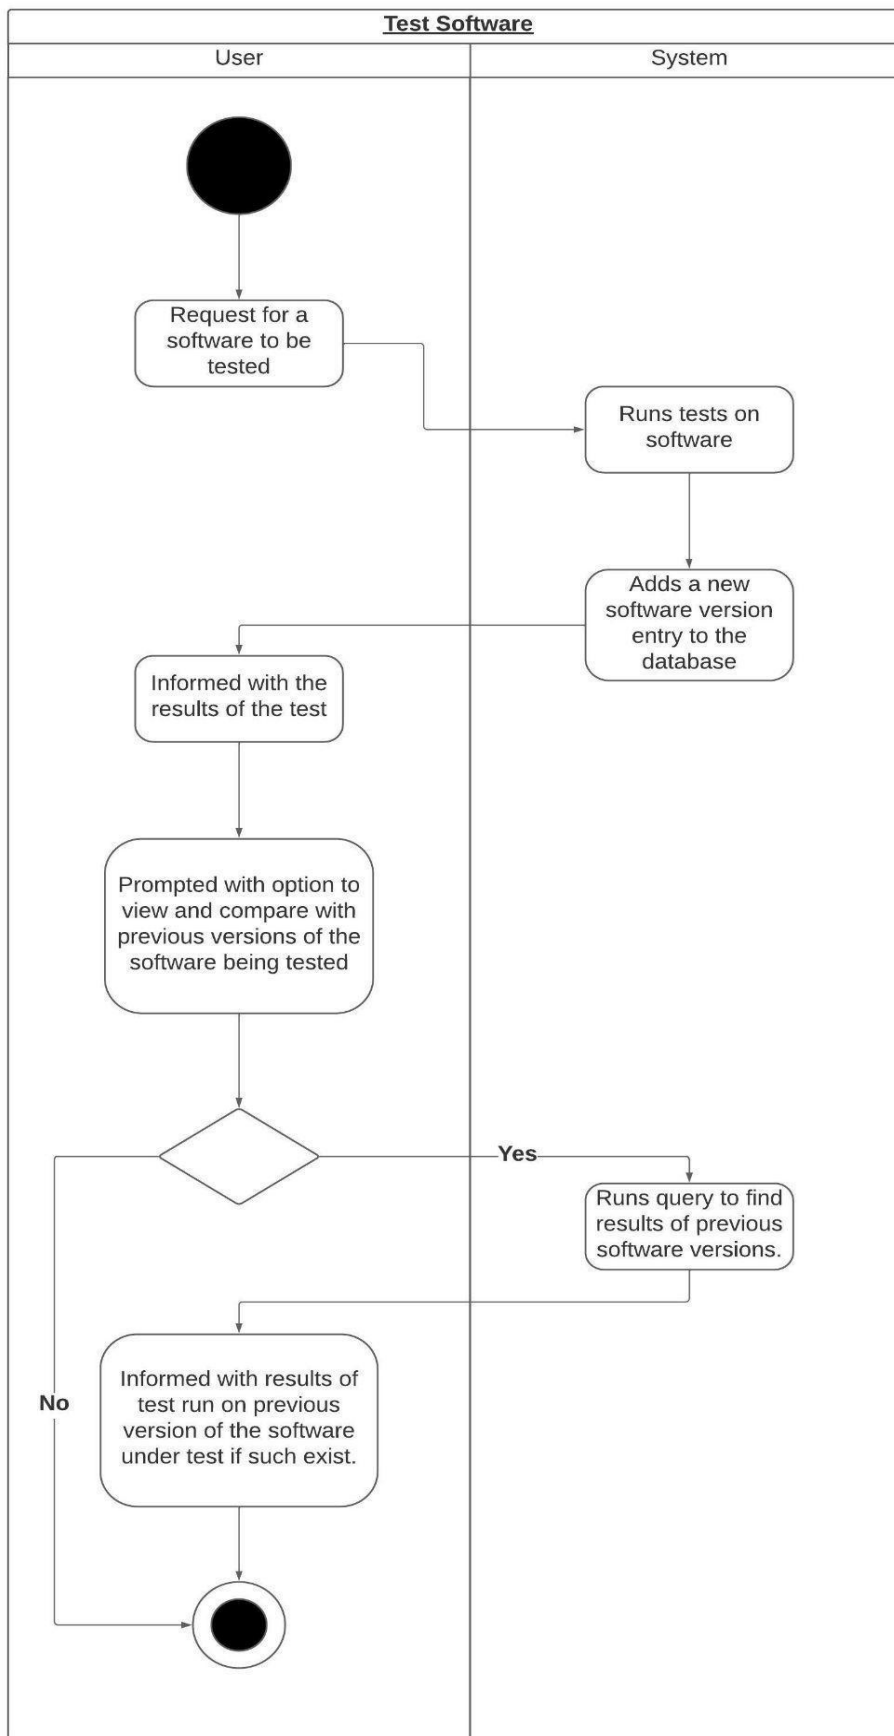 Test Software
User
System
Request for a
software to be
tested
Runs tests on
software
Adds a new
software version
entry to the
database
Informed with the
results of the test
Prompted with option to
view and compare with
previous versions of the
software being tested
Yes
Runs query to find
results of previous
software versions.
Informed with results of
test run on previous
version of the software
under test if such exist.
No